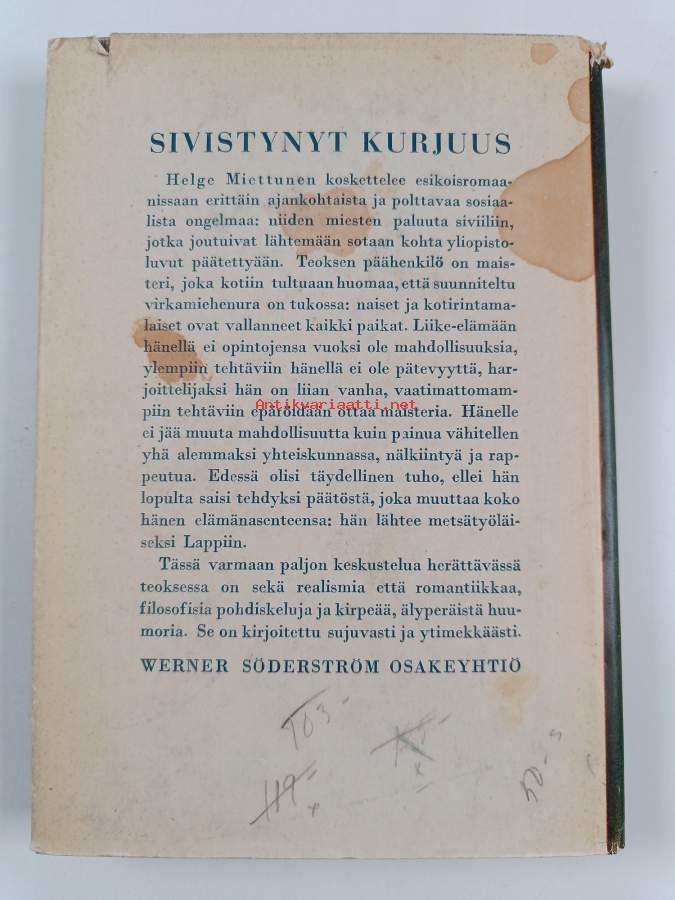 SIVISTYNYT KURJUUS
Helge Miettunen koskettelee esikoisromaa-
nissaan erittäin ajankohtaista ja polttavaa sosiaa-
lista ongelmaa: niiden miesten paluuta siviiliin,
jotka joutuivat lähtemään sotaan kohta yliopisto-
luvut päätettyään. Teoksen päähenkilö on mais-
teri, joka kotiin tultuaan huomaa, että suunniteltu
virkamiehenura on tukossa: naiset ja kotirintama-
laiset ovat vallanneet kaikki paikat. Liike-elämään
hänellä ei opintojensa vuoksi ole mahdollisuuksia,
ylempiin tehtäviin hänellä ei ole pätevyyttä, har-
joittelijaksi hän on liian vanha, vaatimattomam-
piin tehtäviin epäröidään ottaa maisteria. Hänelle
Antikvariaatti.net
ei jää muuta mahdollisuutta kuin painua vähitellen
yhä alemmaksi yhteiskunnassa, nälkiintyä ja rap-
peutua. Edessä olisi täydellinen tuho, ellei hän
lopulta saisi tehdyksi päätöstä, joka muuttaa koko
hänen elämänasenteensa: hän lähtee metsätyöläi-
seksi Lappiin.
Tässä varmaan paljon keskustelua herättävässä
teoksessa on sekä realismia että romantiikkaa,
filosofisia pohdiskeluja ja kirpeää, älyperäistä huu-
moria. Se on kirjoitettu sujuvasti ja ytimekkäästi.
WERNER SÖDERSTRÖM OSAKEYHTIÖ
103-
119=
x
x
50-